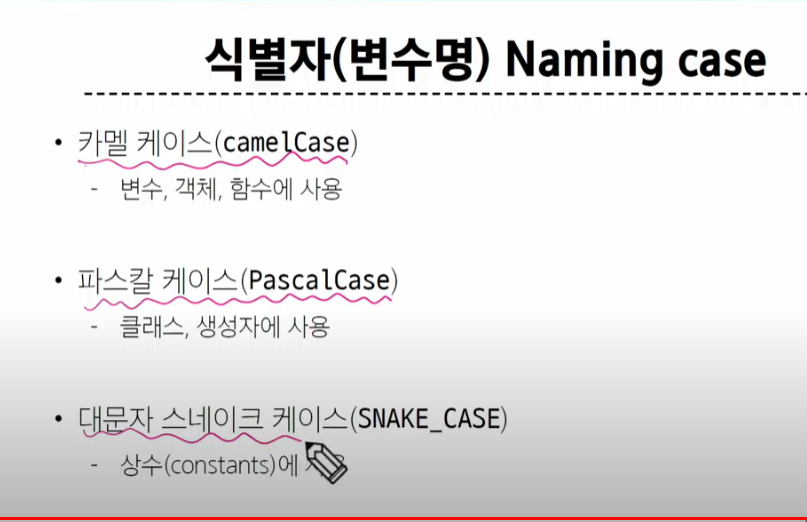 식별자(변수명) Naming case
• 카멜 케이스(camelCase)
- 변수, 객체, 함수에 사용
• 파스칼 케이스(PascalCase)
- 클래스, 생성자에 사용
• 대문자 스네이크 케이스(SNAKE_CASE)
- 상수(constants)에